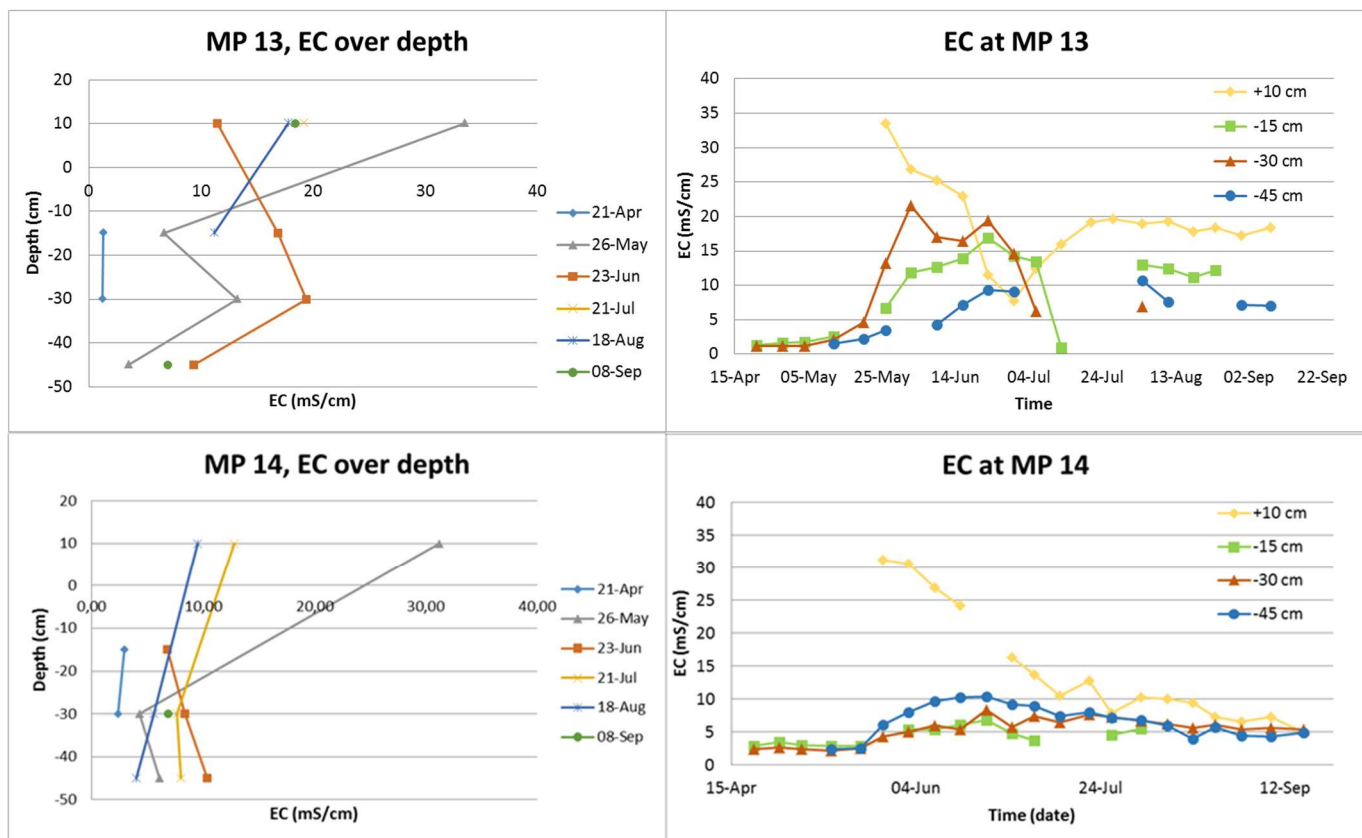 MP 13, EC over depth
20
10
0
-10
-20
-30
-40
-50
0
10
20
30
40
Depth (cm)
EC (mS/cm)
21-Apr
26-May
23-Jun
21-Jul
18-Aug
08-Sep
EC at MP 13
40
35
30
25
20
15
10
5
0
EC (mS/cm)
15-Apr
05-May
25-May
14-Jun
04-Jul
24-Jul
13-Aug
02-Sep
22-Sep
Time
+10 cm
-15 cm
-30 cm
-45 cm
MP 14, EC over depth
20
10
0
-10
-20
-30
-40
-50
0,00
10,00
20,00
30,00
40,00
Depth (cm)
EC (mS/cm)
21-Apr
26-May
23-Jun
21-Jul
18-Aug
08-Sep
EC at MP 14
40
35
30
25
20
15
10
5
0
EC (mS/cm)
15-Apr
04-Jun
24-Jul
12-Sep
Time (date)
+10 cm
-15 cm
-30 cm
-45 cm